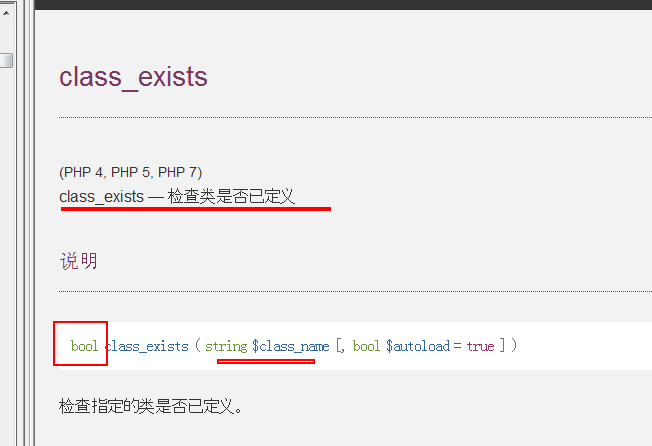 class_exists
(PHP 4, PHP 5, PHP 7)
class_exists — 检查类是否已定义
说明
bool class_exists ( string $class_name [, bool $autoload = true ] )
检查指定的类是否已定义。